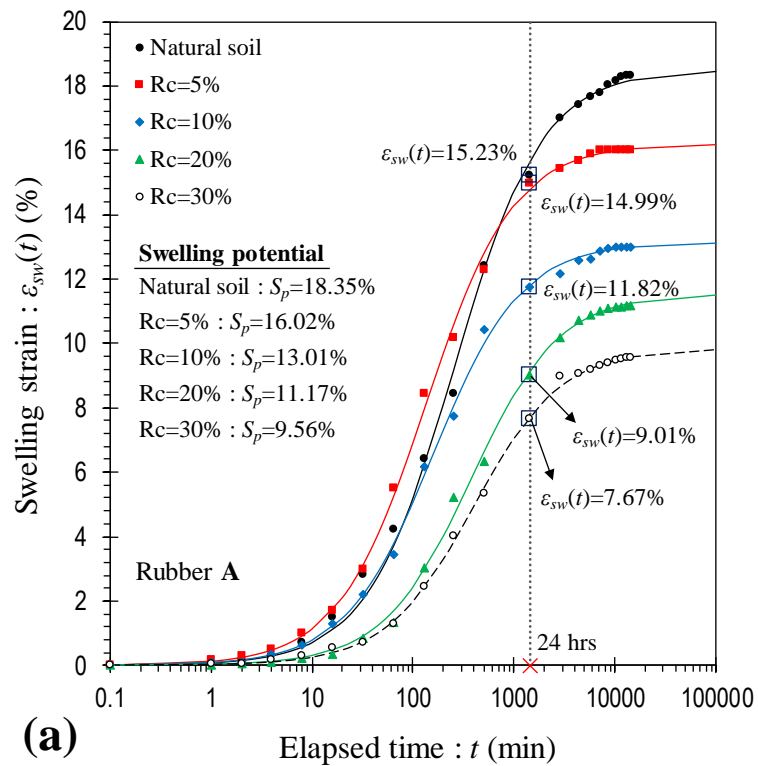 20
18
16
14
12
10
8
6
4
2
0
Swelling strain : εsw(t) (%)
Natural soil
Rc=5%
Rc=10%
Rc=20%
Rc=30%
Swelling potential
Natural soil : Sp=18.35%
Rc=5% : Sp=16.02%
Rc=10% : Sp=13.01%
Rc=20% : Sp=11.17%
Rc=30% : Sp=9.56%
εsw(t)=15.23%
εsw(t)=14.99%
εsw(t)=11.82%
εsw(t)=9.01%
εsw(t)=7.67%
Rubber A
24 hrs
0.1 1 10 100 1000 10000 100000
(a)
Elapsed time : t (min)